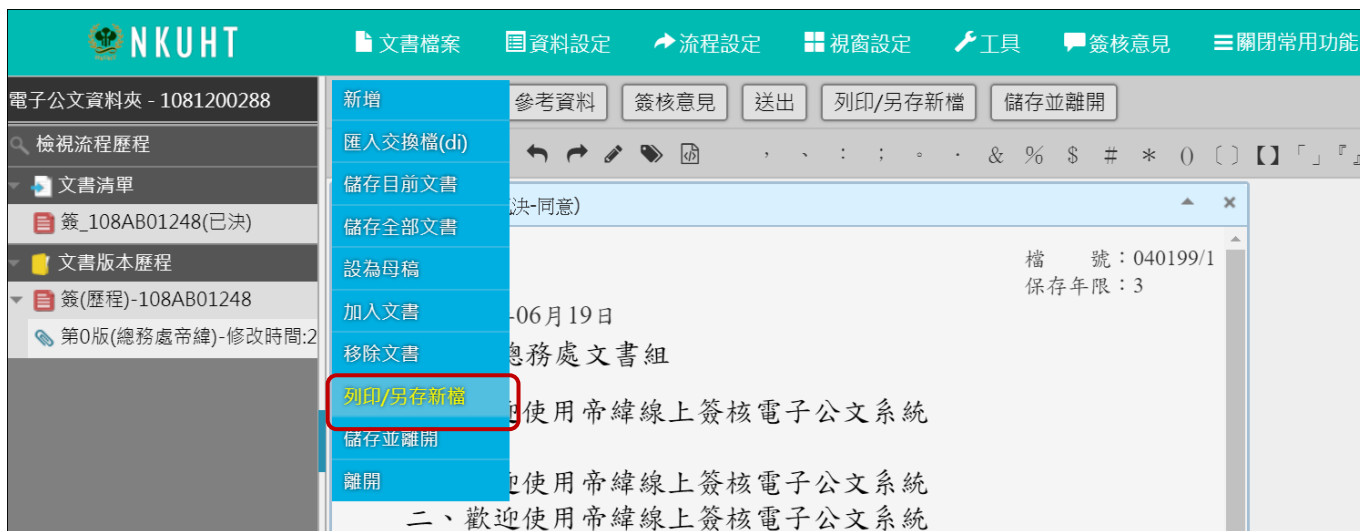 NKUHT 文書檔案 資料設定 流程設定 視窗設定 工具 簽核意見 關閉常用功能
電子公文資料夾 - 1081200288
檢視流程歷程
文書清單
簽_108AB01248(已決)
文書版本歷程
簽(歷程)-108AB01248
第0版(總務處帝緯)-修改時間:2
新增
匯入交換檔(di)
儲存目前文書
儲存全部文書
設為母稿
加入文書
移除文書
列印/另存新檔
儲存並離開
離開
參考資料 簽核意見 送出 列印/另存新檔 儲存並離開
, 、 : ; 。 · & % $ # * () 〔〕 【】 「」 『』
決-同意)
檔 號:040199/1
保存年限:3
-06月19日
總務處文書組
迎使用帝緯線上簽核電子公文系統
迎使用帝緯線上簽核電子公文系統
二、歡迎使用帝緯線上簽核電子公文系統